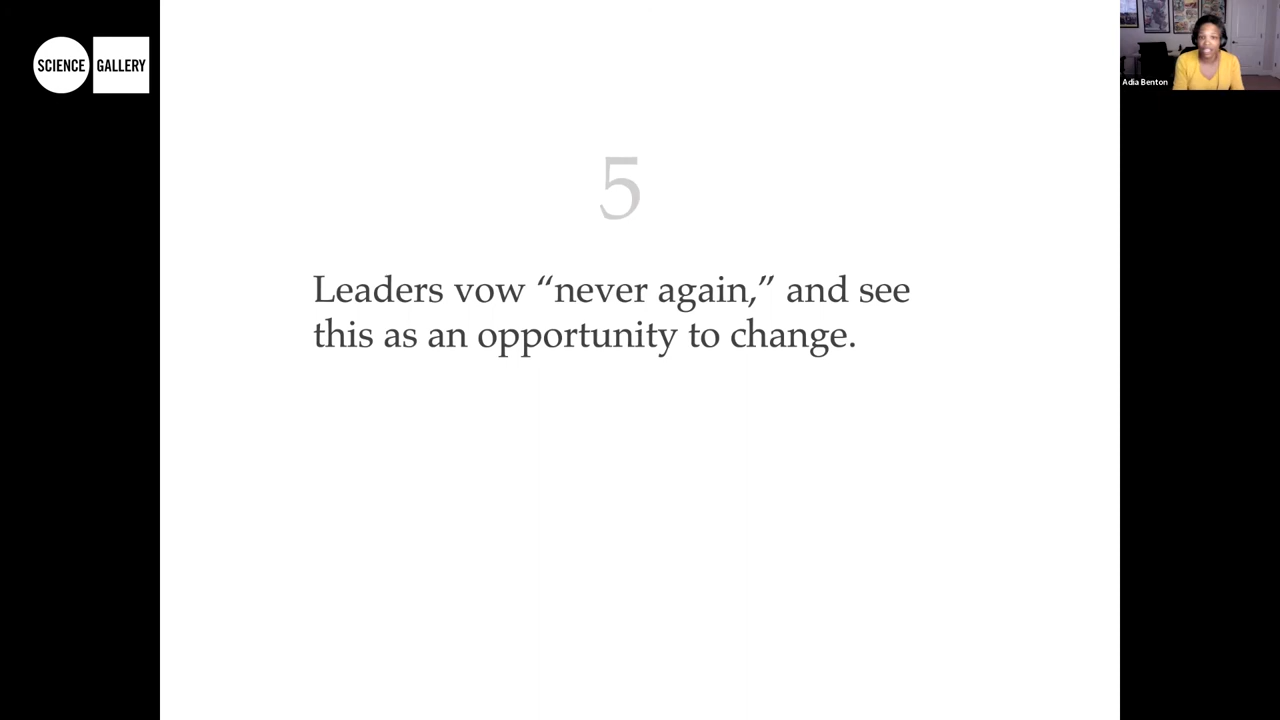 SCIENCE GALLERY
Adia Benton
5
Leaders vow “never again,” and see
this as an opportunity to change.